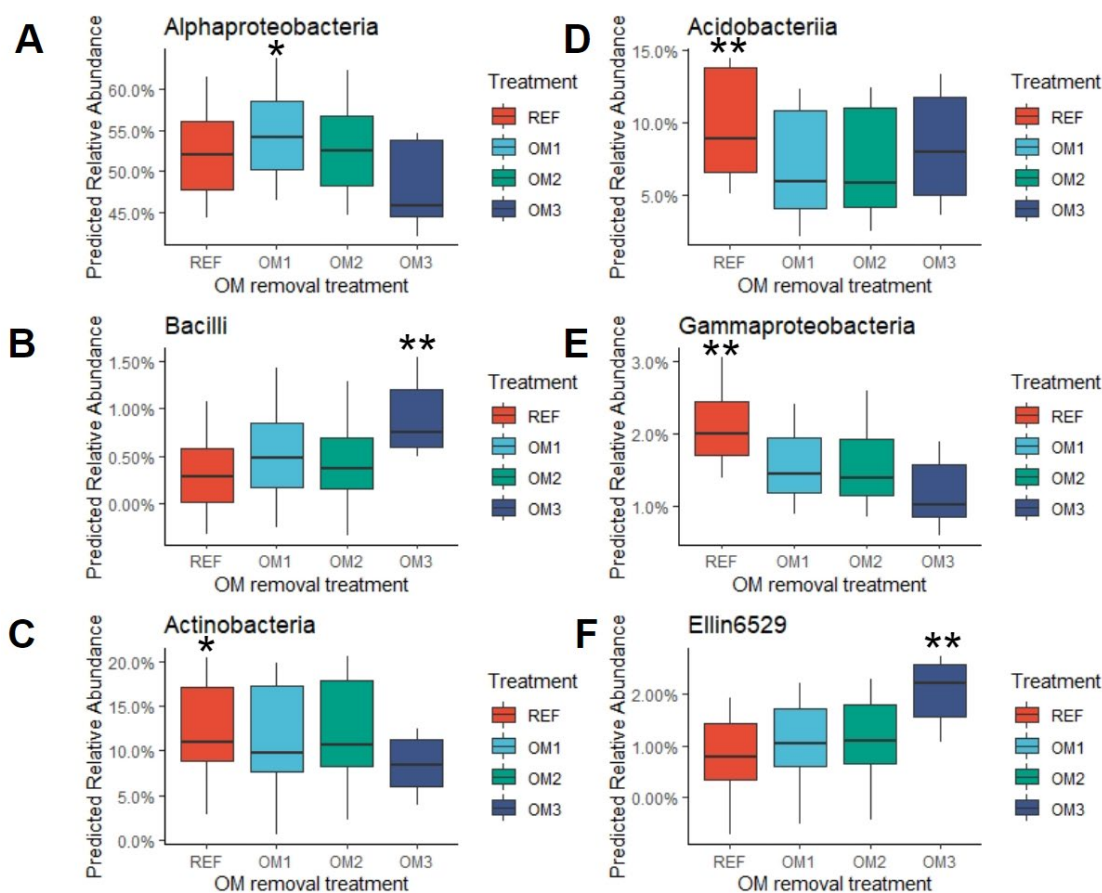 A
Alphaproteobacteria
*
Predicted Relative Abundance
60.0%
55.0%
50.0%
45.0%
REF OM1 OM2 OM3
OM removal treatment
Treatment
REF
OM1
OM2
OM3
D
Acidobacteriia
**
Predicted Relative Abundance
15.0%
10.0%
5.0%
REF OM1 OM2 OM3
OM removal treatment
Treatment
REF
OM1
OM2
OM3
B
Bacilli
**
Predicted Relative Abundance
1.50%
1.00%
0.50%
0.00%
REF OM1 OM2 OM3
OM removal treatment
Treatment
REF
OM1
OM2
OM3
E
Gammaproteobacteria
**
Predicted Relative Abundance
3.0%
2.0%
1.0%
REF OM1 OM2 OM3
OM removal treatment
Treatment
REF
OM1
OM2
OM3
C
Actinobacteria
*
Predicted Relative Abundance
20.0%
15.0%
10.0%
5.0%
0.0%
REF OM1 OM2 OM3
OM removal treatment
Treatment
REF
OM1
OM2
OM3
F
Ellin6529
**
Predicted Relative Abundance
2.00%
1.00%
0.00%
REF OM1 OM2 OM3
OM removal treatment
Treatment
REF
OM1
OM2
OM3